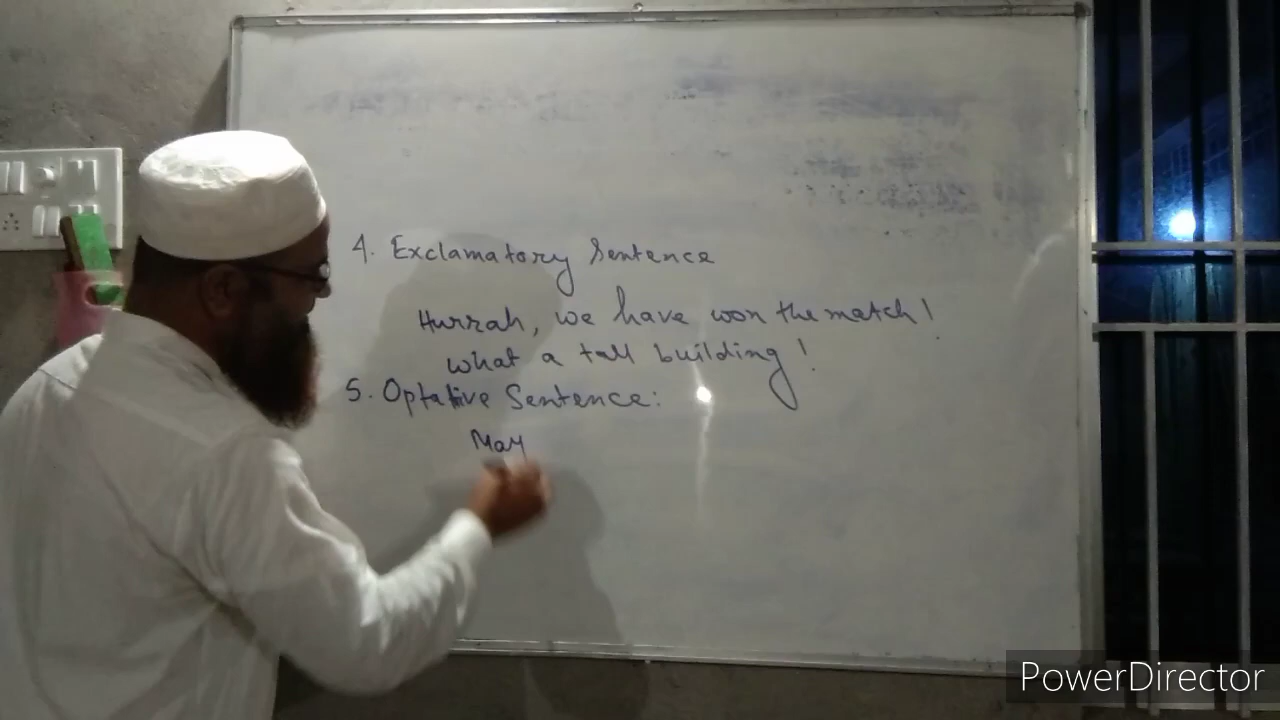 4. Exclamatory Sentence
Hurrah, we have won the match!
What a tall building!
5. Optative Sentence:
May
PowerDirector